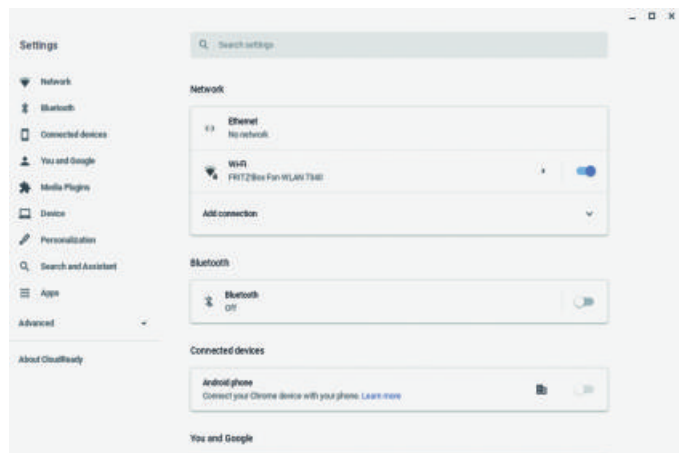 Settings
Search settings
Network
Bluetooth
Connected devices
You and Google
Media Plugins
Device
Personalization
Search and Assistant
Apps
Advanced
About CloudReady
Network
Ethernet
No network
Wi-Fi
FRITZ!Box Fon WLAN 7340
Add connection
Bluetooth
Bluetooth
Off
Connected devices
Android phone
Connect your Chrome device with your phone. Learn more
You and Google